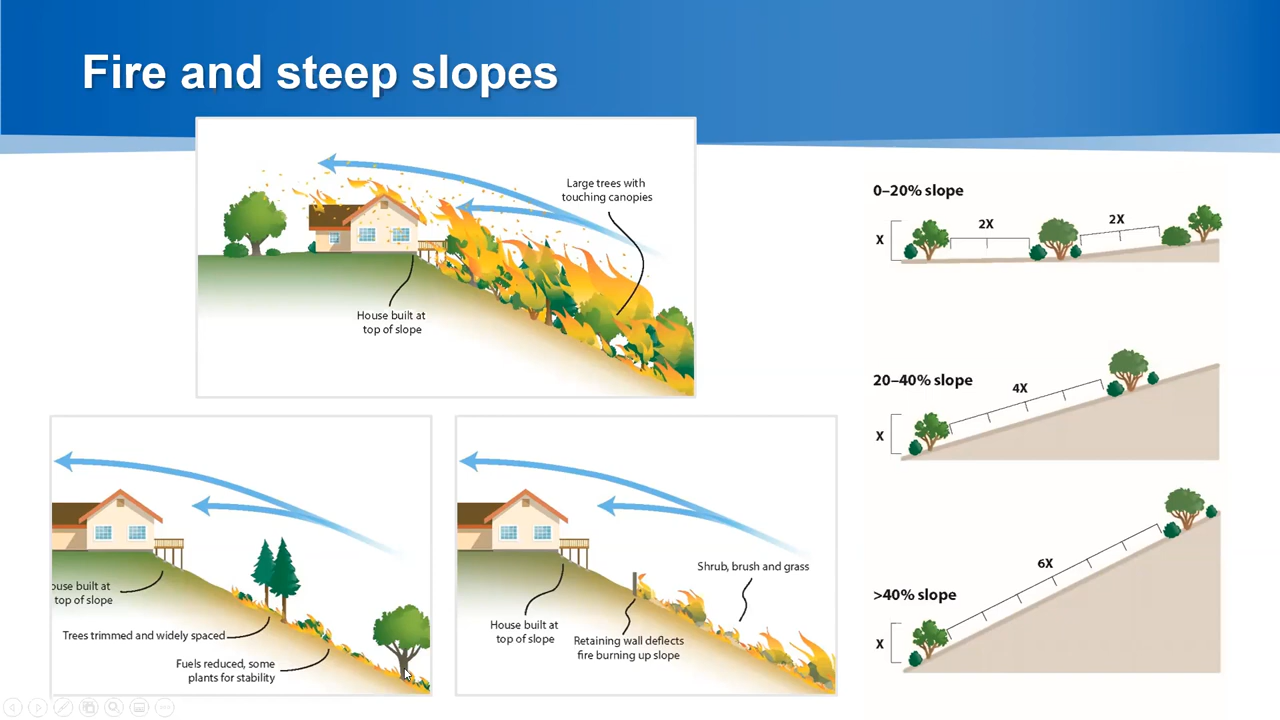 Fire and steep slopes
Large trees with
touching canopies
House built at
top of slope
ouse built at
top of slope
Trees trimmed and widely spaced
Fuels reduced, some
plants for stability
Shrub, brush and grass
House built at
top of slope
Retaining wall deflects
fire burning up slope
0–20% slope
X
2X
2X
20–40% slope
X
4X
>40% slope
X
6X